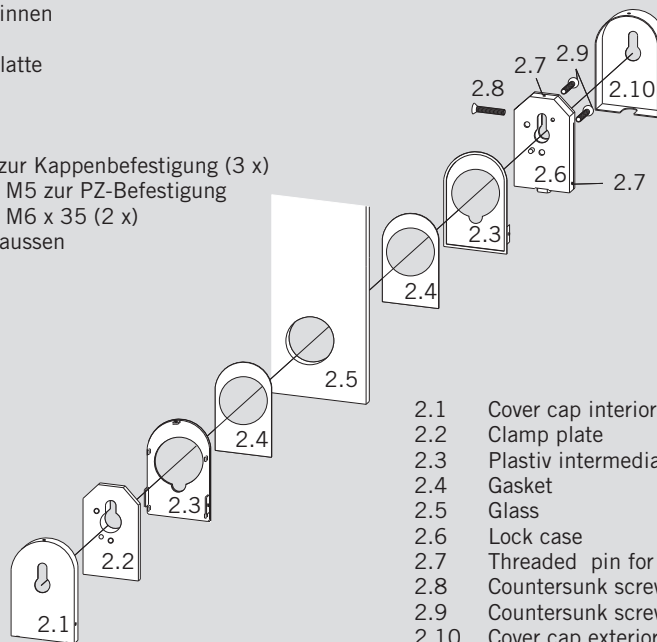 innen
latte
zur Kappenbefestigung (3 x)
M5 zur PZ-Befestigung
M6 x 35 (2 x)
aussen
2.7
2.9
2.8
2.10
2.6
2.7
2.3
2.4
2.5
2.4
2.3
2.2
2.1
2.1 Cover cap interior
2.2 Clamp plate
2.3 Plastiv intermedia
2.4 Gasket
2.5 Glass
2.6 Lock case
2.7 Threaded pin for
2.8 Countersunk screw
2.9 Countersunk screw
2.10 Cover cap exterior